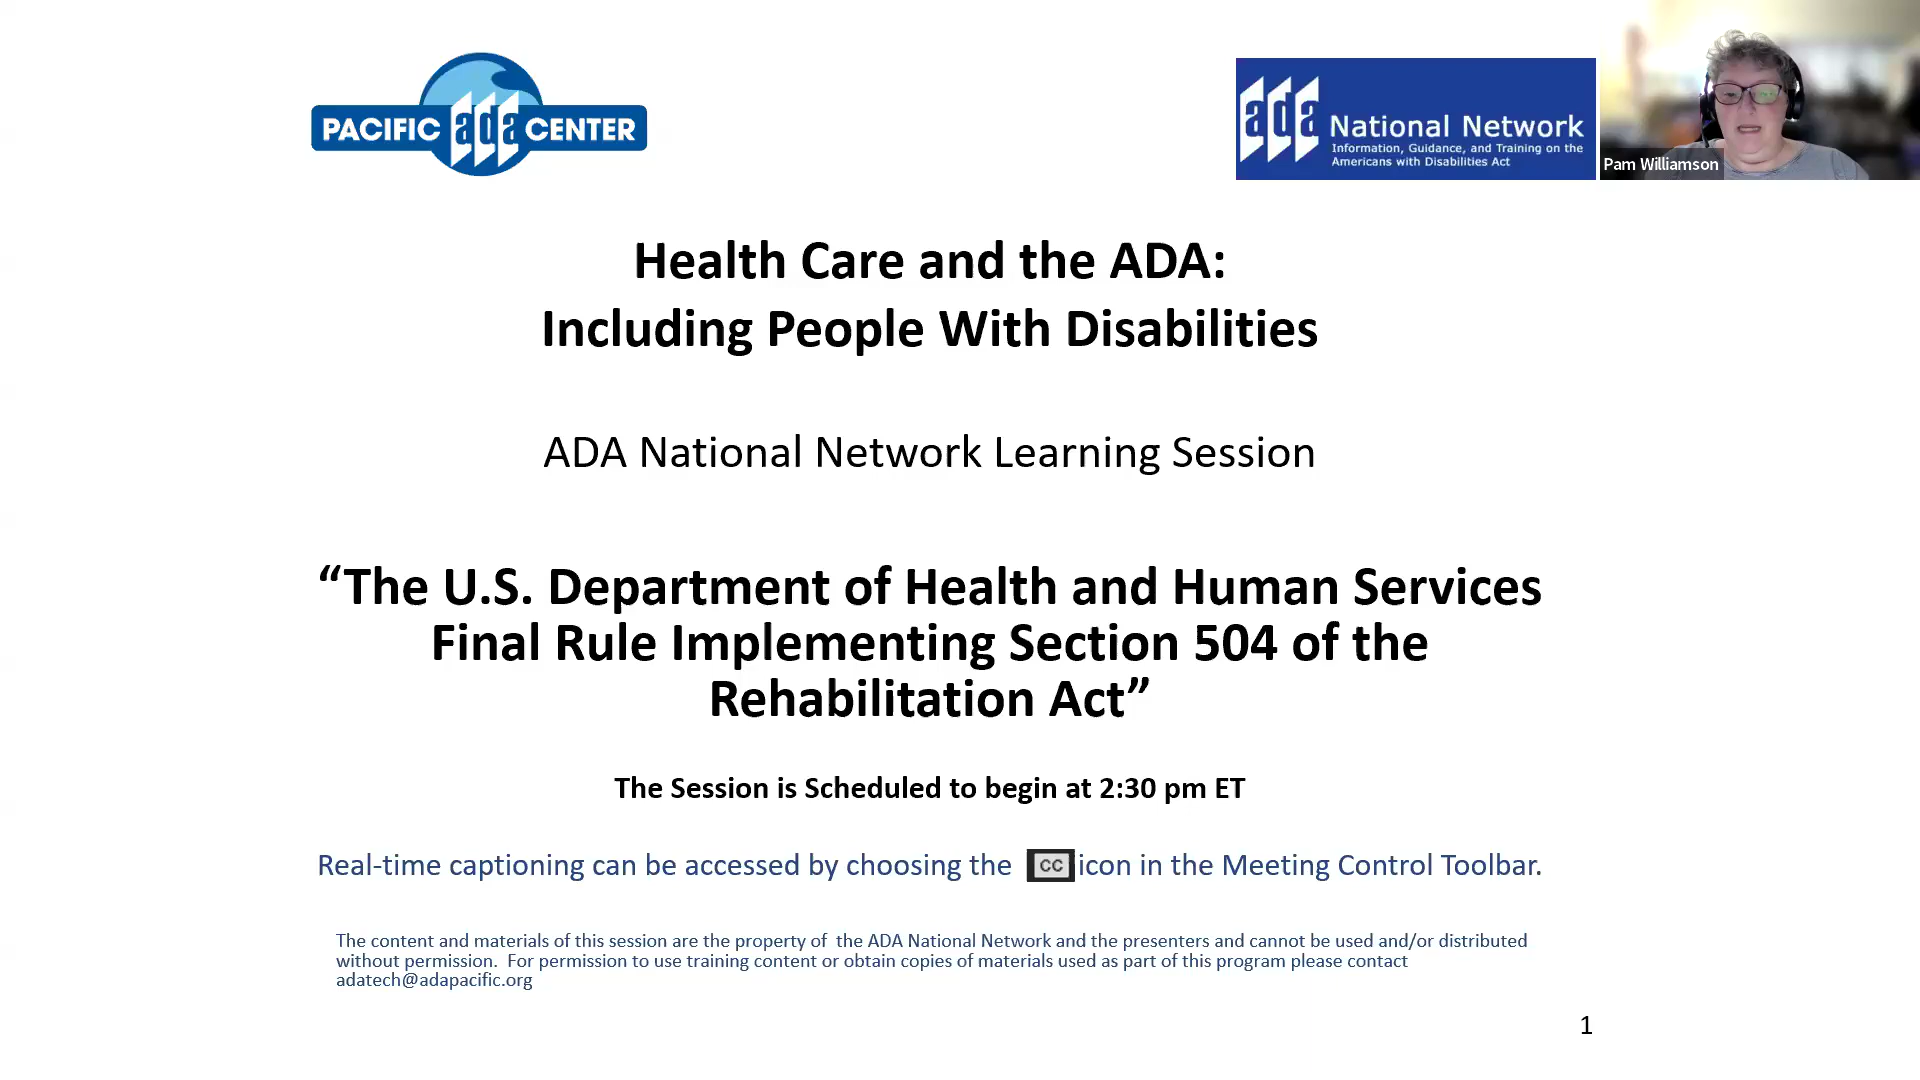 PACIFIC ada CENTER
ada National Network
Information, Guidance, and Training on the
Americans with Disabilities Act
Pam Williamson
Health Care and the ADA:
Including People With Disabilities
ADA National Network Learning Session
“The U.S. Department of Health and Human Services
Final Rule Implementing Section 504 of the
Rehabilitation Act”
The Session is Scheduled to begin at 2:30 pm ET
Real-time captioning can be accessed by choosing the CC icon in the Meeting Control Toolbar.
The content and materials of this session are the property of the ADA National Network and the presenters and cannot be used and/or distributed
without permission. For permission to use training content or obtain copies of materials used as part of this program please contact
adatech@adapacific.org
1